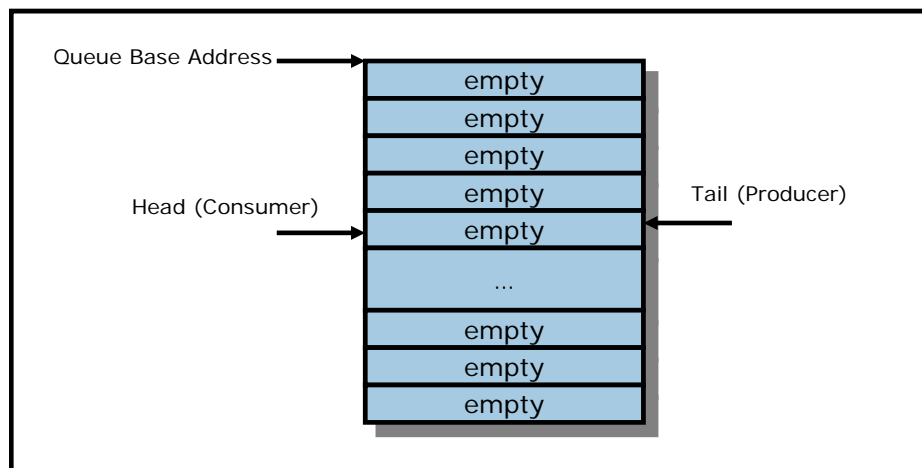 Queue Base Address
empty
empty
empty
empty
Head (Consumer)
Tail (Producer)
empty
...
empty
empty
empty